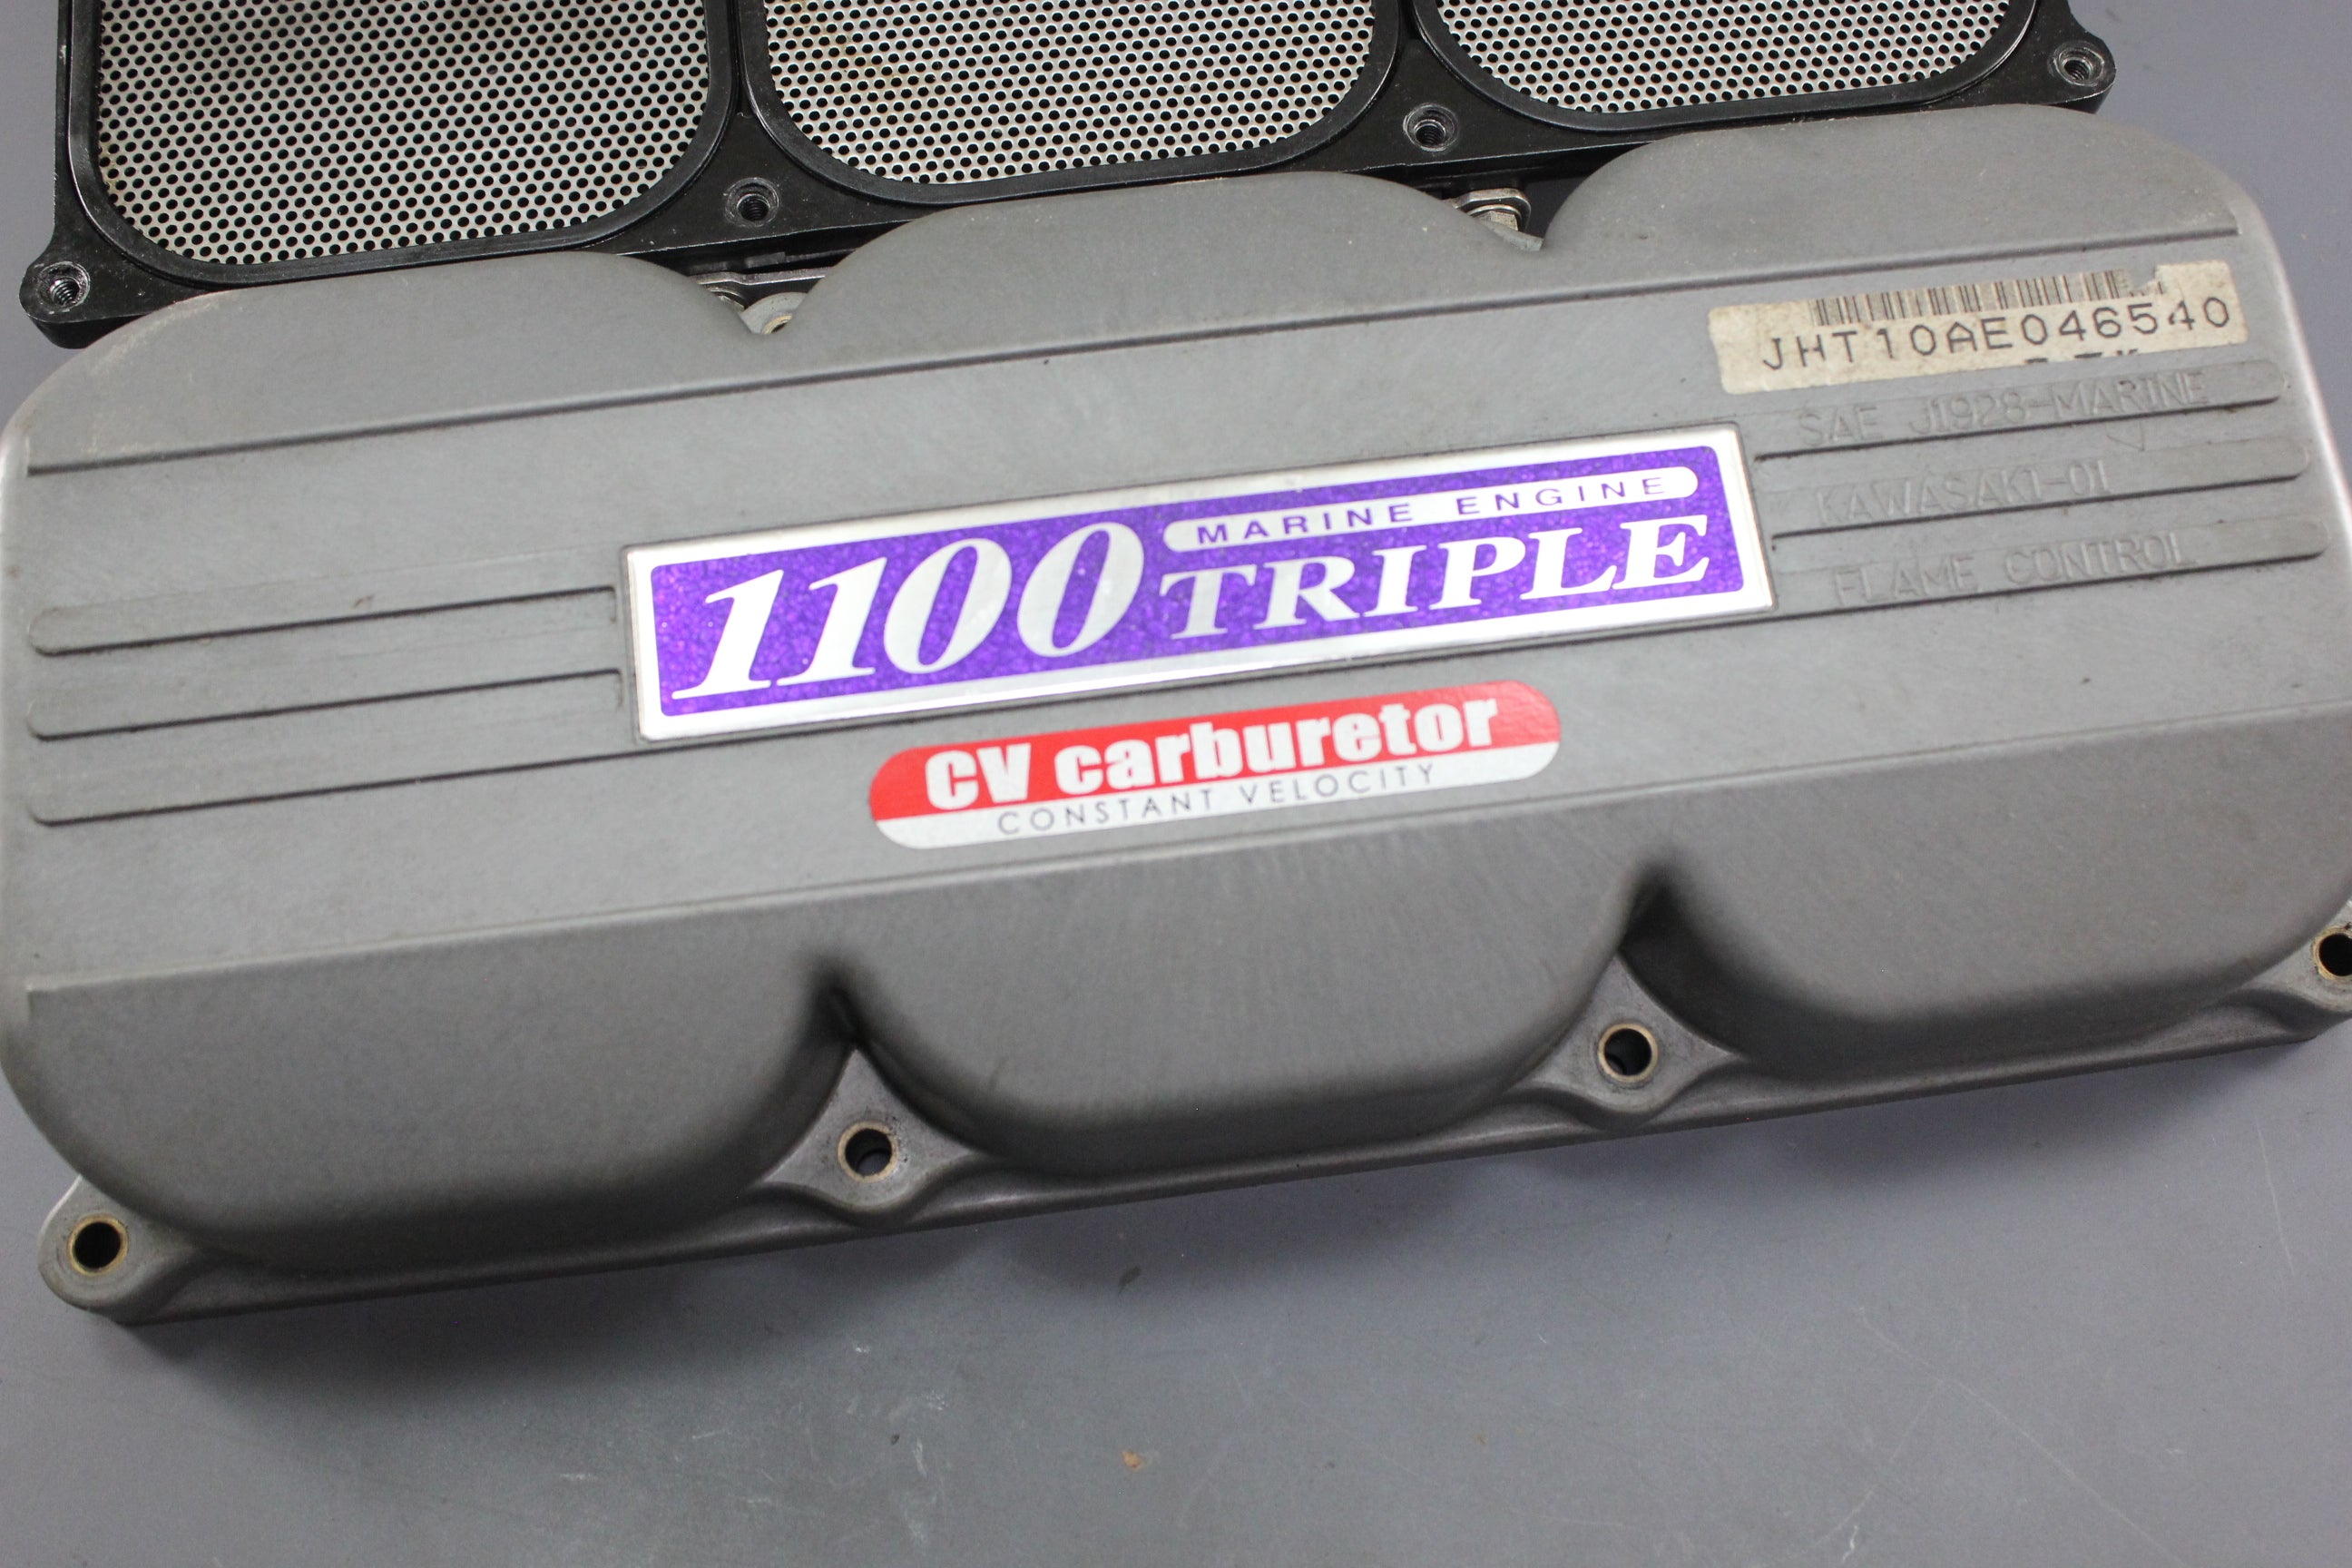 JHT10AE046540
SAE J1928-MARINE
KAWASAKI-01
FLAME CONTROL
MARINE ENGINE
1100 TRIPLE
CV carburetor
CONSTANT VELOCITY